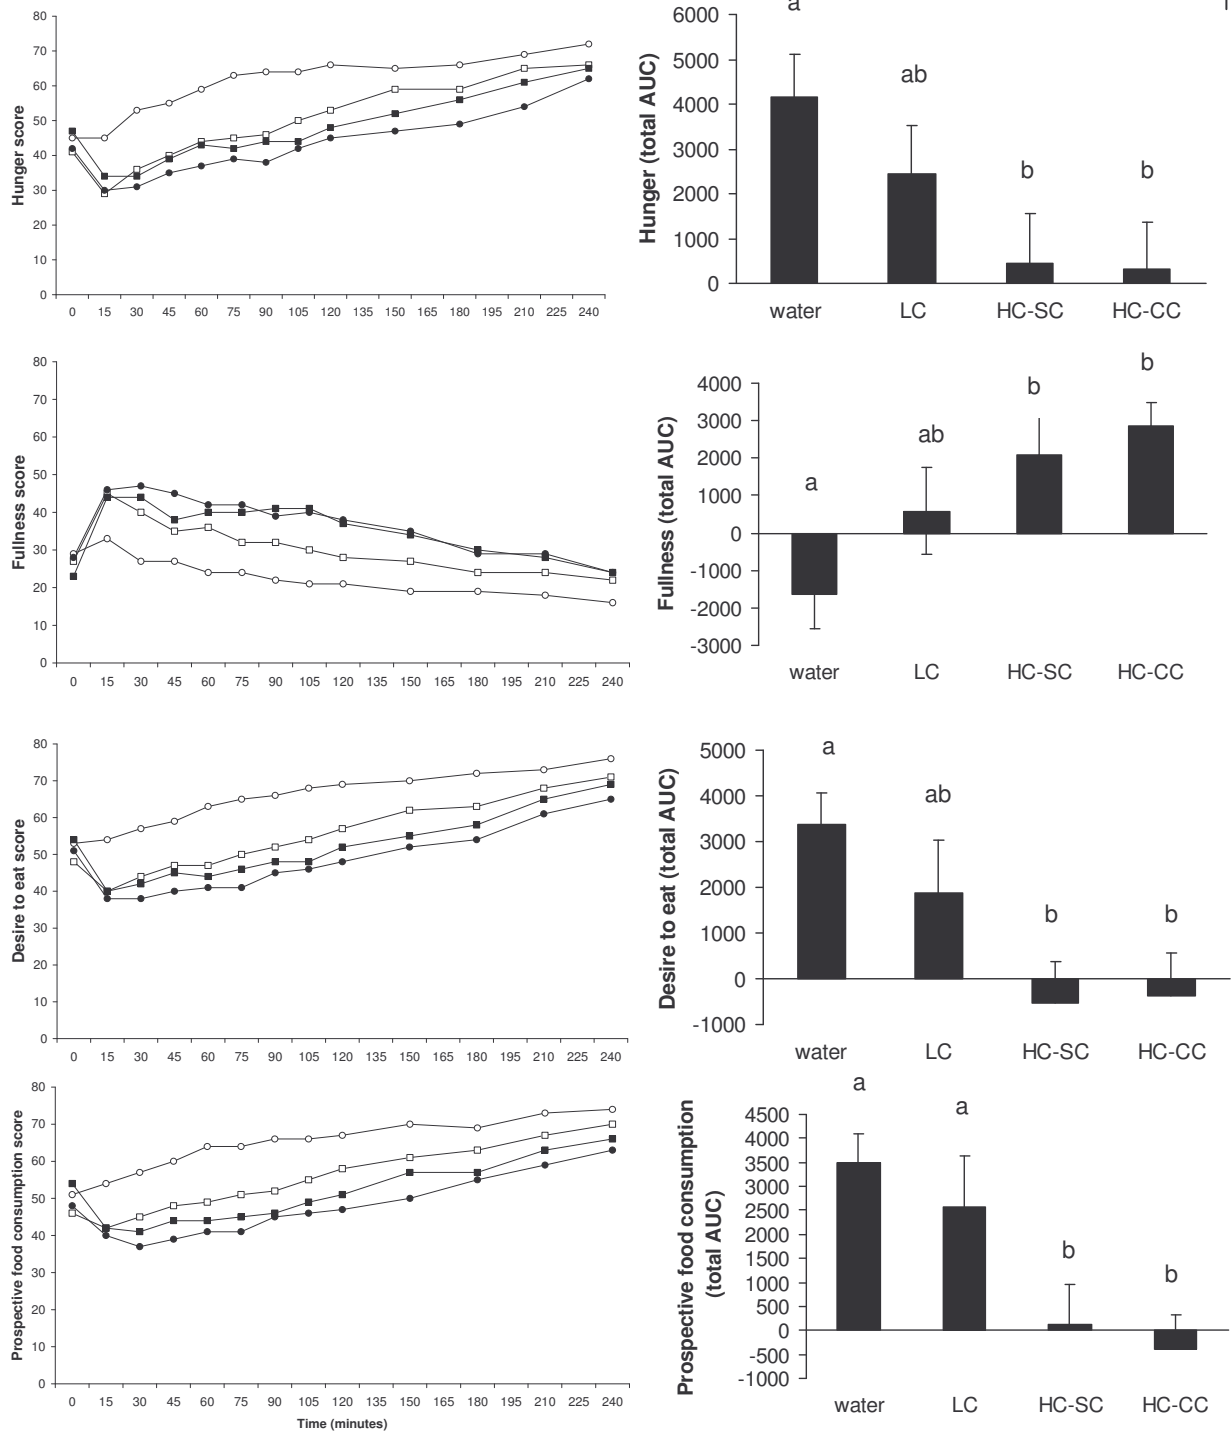 80
70
60
50
40
30
20
10
0
Hunger score
0 15 30 45 60 75 90 105 120 135 150 165 180 195 210 225 240
a
6000
5000
4000
3000
2000
1000
0
Hunger (total AUC)
ab
b
b
water LC HC-SC HC-CC
80
70
60
50
40
30
20
10
0
Fullness score
0 15 30 45 60 75 90 105 120 135 150 165 180 195 210 225 240
4000
3000
2000
1000
0
-1000
-2000
-3000
Fullness (total AUC)
a
ab
b
b
water LC HC-SC HC-CC
80
70
60
50
40
30
20
10
0
Desire to eat score
0 15 30 45 60 75 90 105 120 135 150 165 180 195 210 225 240
5000
4000
3000
2000
1000
0
-1000
Desire to eat (total AUC)
a
ab
b
b
water LC HC-SC HC-CC
80
70
60
50
40
30
20
10
0
Prospective food consumption score
0 15 30 45 60 75 90 105 120 135 150 165 180 195 210 225 240
Time (minutes)
4500
4000
3500
3000
2500
2000
1500
1000
500
0
-500
-1000
Prospective food consumption
(total AUC)
a
a
b
b
water LC HC-SC HC-CC